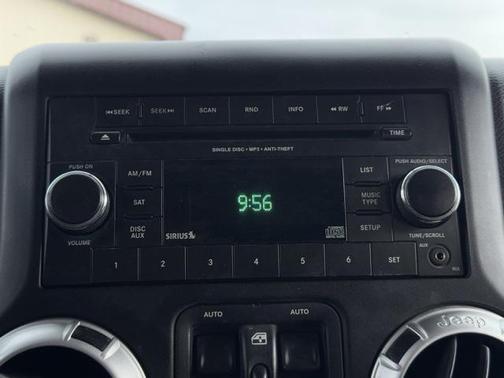 SEEK SEEK SCAN RND INFO RW FF
TIME
SINGLE DISC • MP3 • ANTI-THEFT
PUSH ON
AM/FM
LIST
PUSH AUDIO/SELECT
SAT
9:56
MUSIC
TYPE
DISC
AUX
SIRIUS
SETUP
VOLUME
TUNE/SCROLL
AUX
1 2 3 4 5 6 SET
AUTO AUTO
Jeep